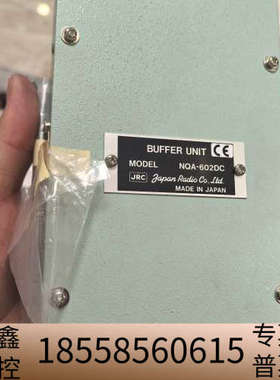 BUFFER UNIT CE
MODEL NQA-602DC
JRC Japan Radio Co., Ltd.
MADE IN JAPAN
鑫 18558560615 专
控 普